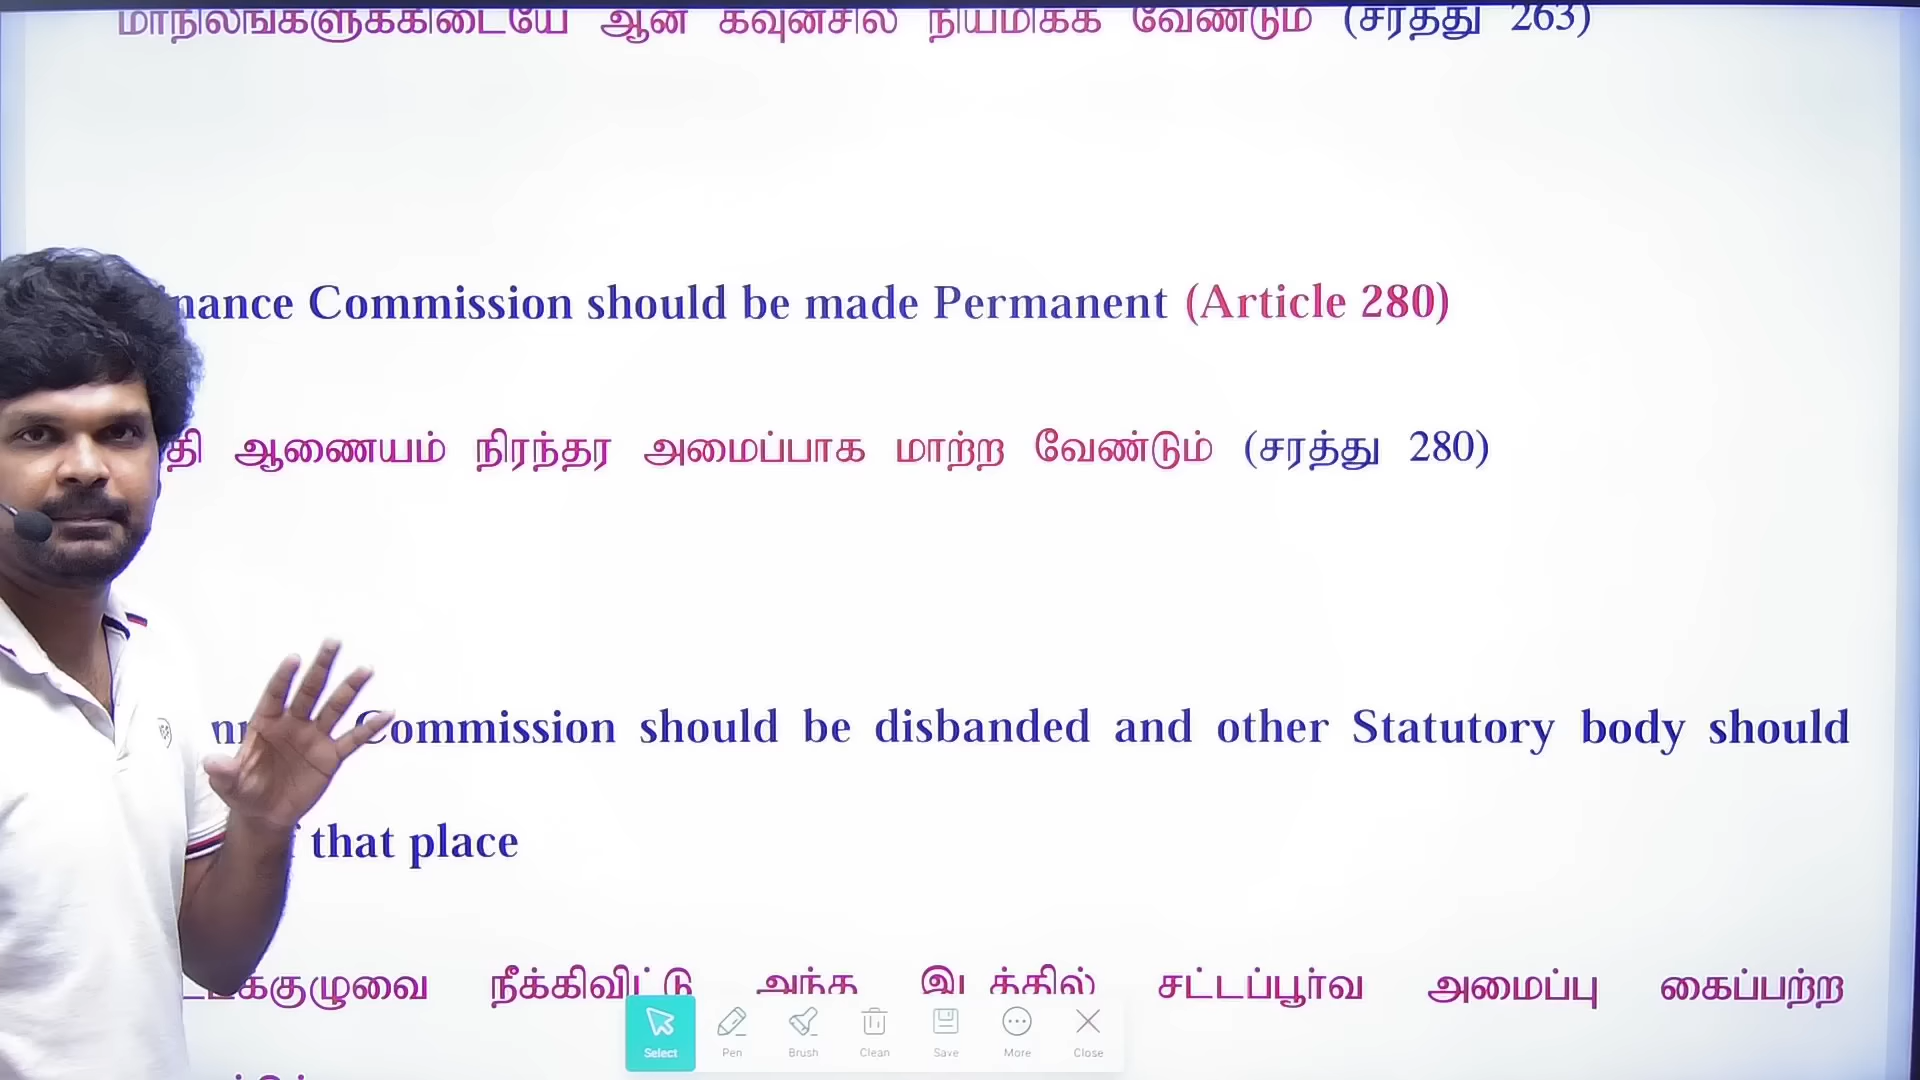 மாநிலங்களுக்கிடையே ஆன கவுன்சில் நியமிக்க வேண்டும் (சரத்து 263)
Commission should be made Permanent (Article 280)
ஆணையம் நிரந்தர அமைப்பாக மாற்ற வேண்டும் (சரத்து 280)
Commission should be disbanded and other Statutory body should
that place
நீக்கிவிட்டு அந்த இடத்தில் சட்டப்பூர்வ அமைப்பு கைப்பற்ற
Select Pen Brush Clean Save More Close